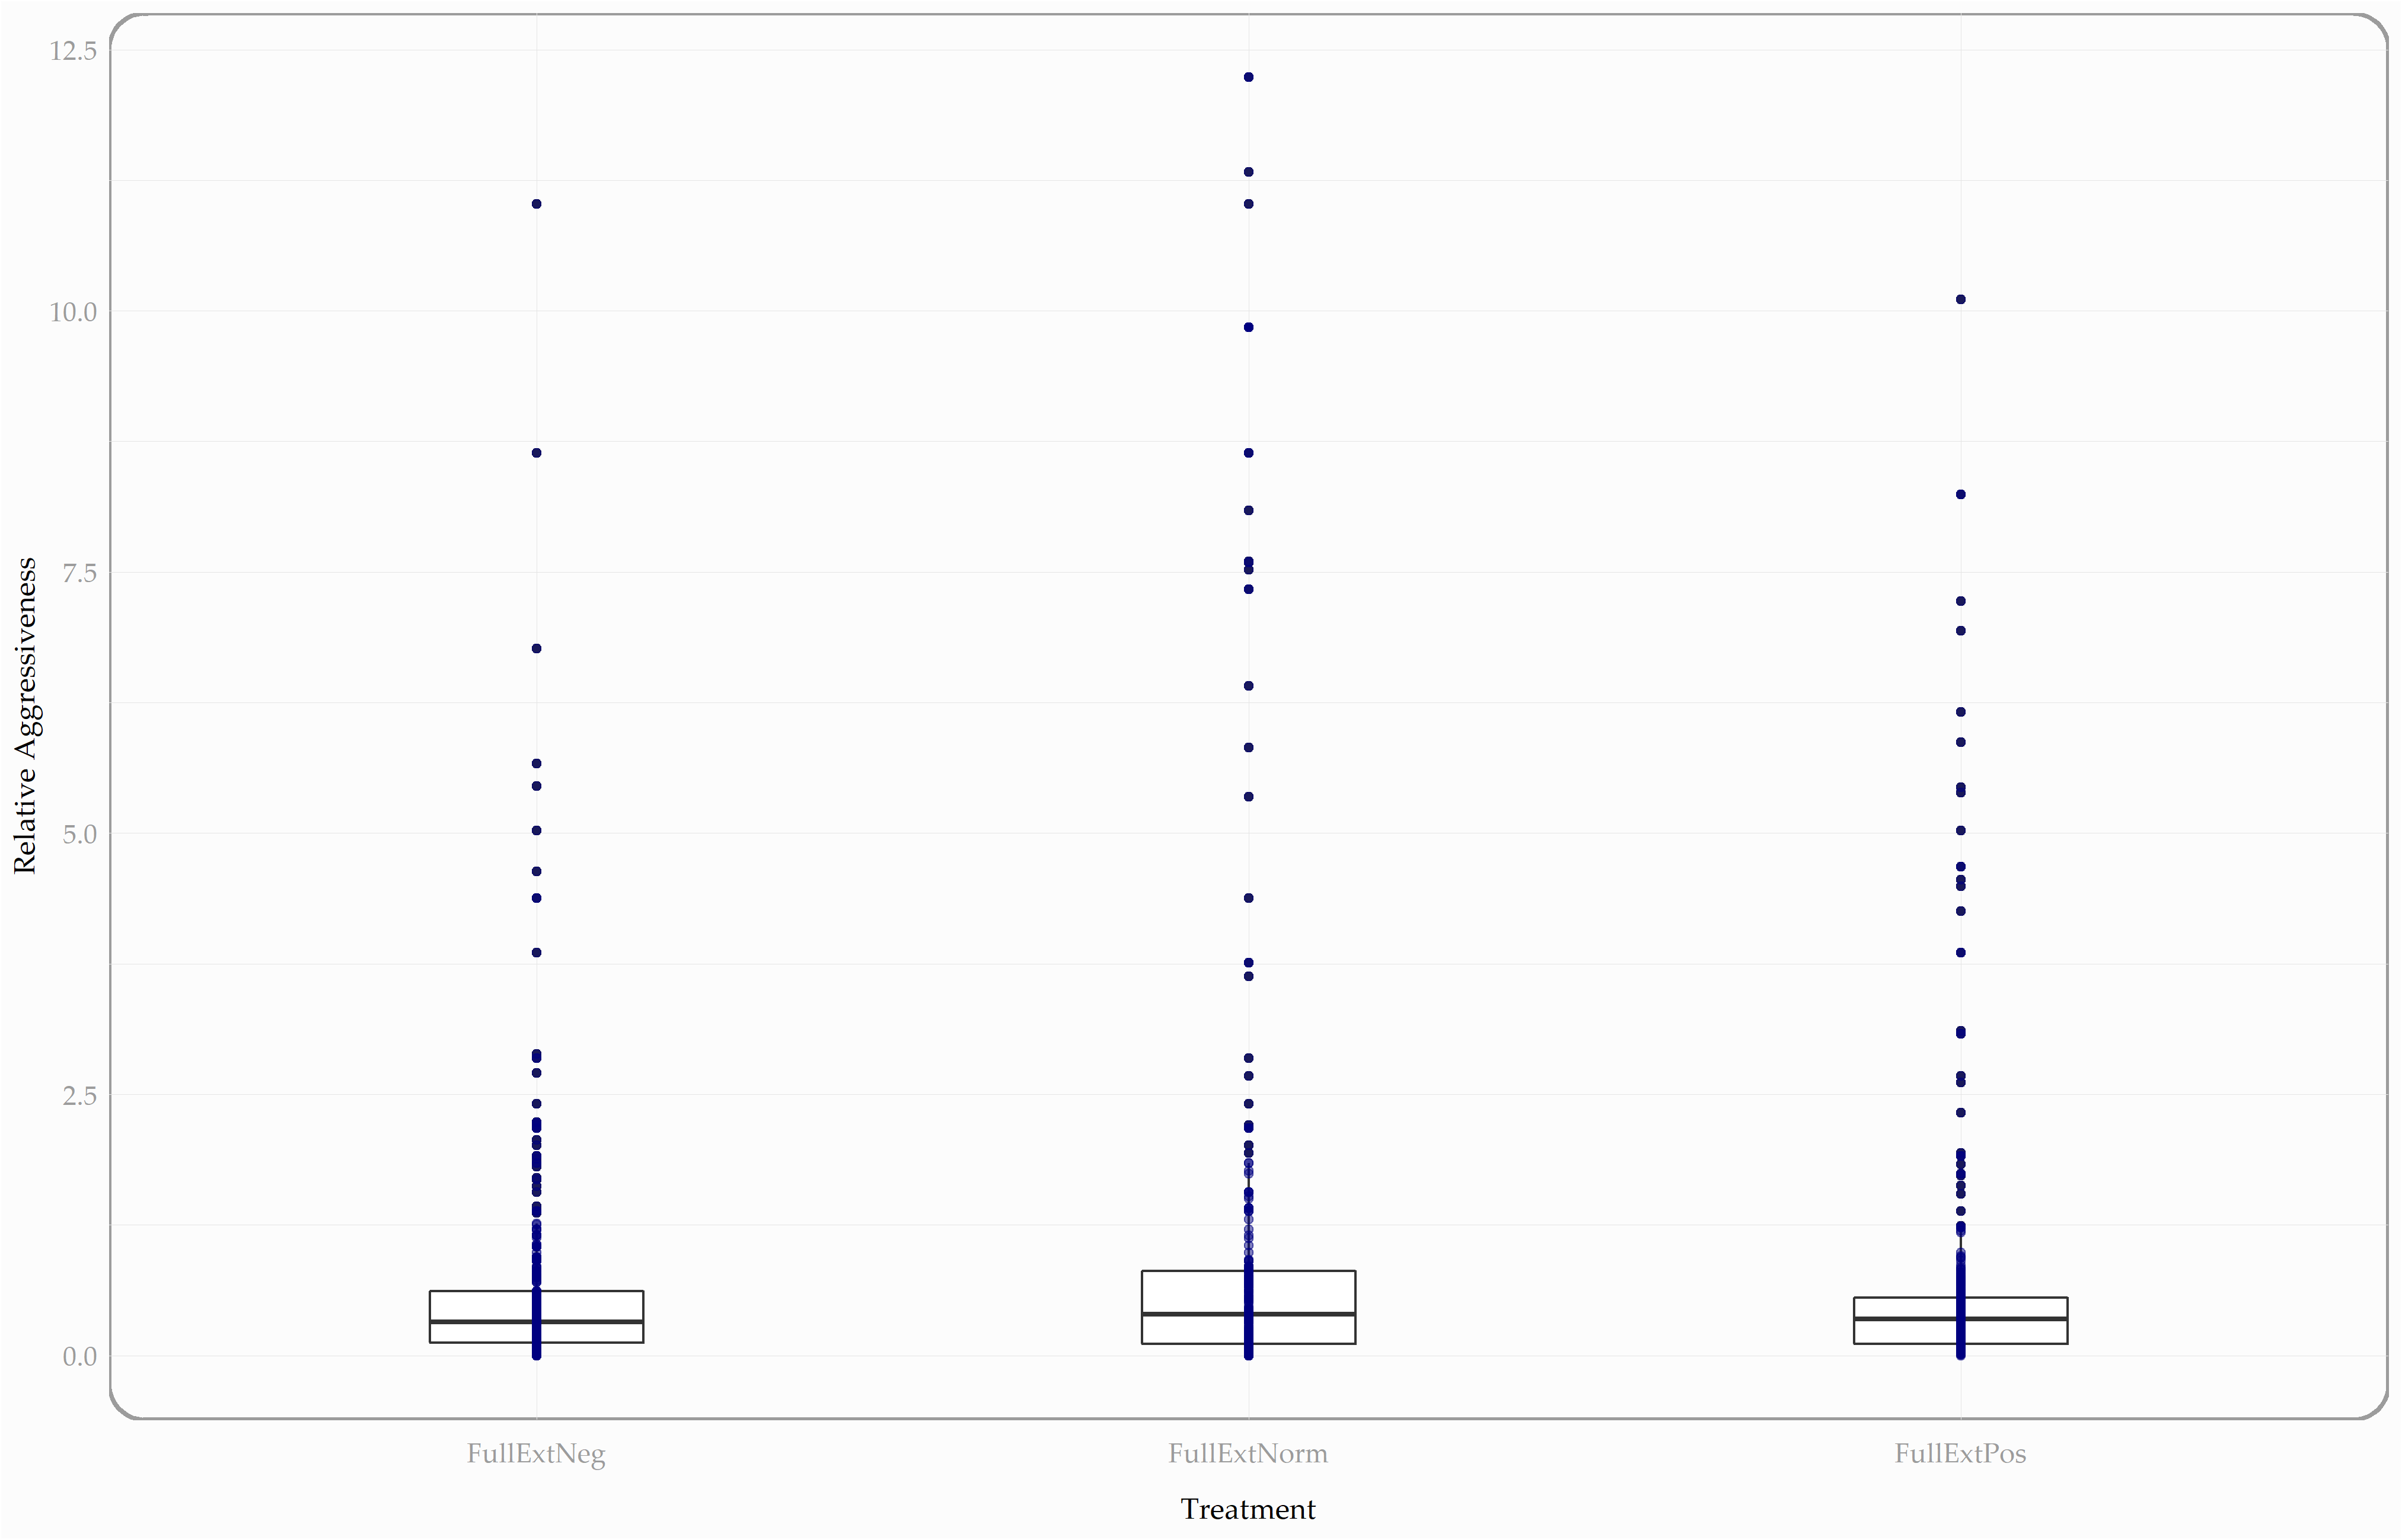 12.5
10.0
7.5
5.0
2.5
0.0
Relative Aggressiveness
FullExtNeg
FullExtNorm
FullExtPos
Treatment